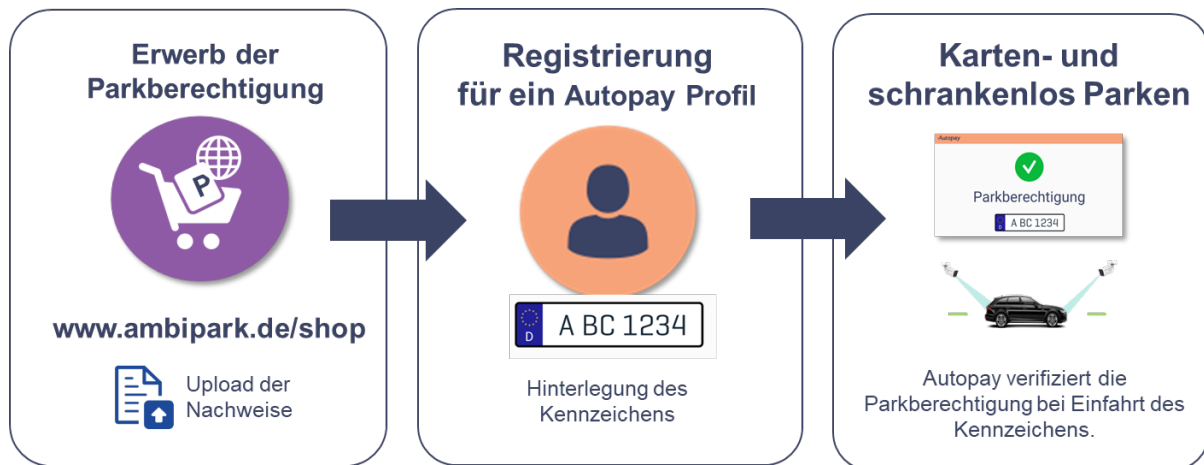 Erwerb der
Parkberechtigung
P
www.ambipark.de/shop
Upload der
Nachweise
Registrierung
für ein Autopay Profil
D
A BC 1234
Hinterlegung des
Kennzeichens
Karten- und
schrankenlos Parken
Autopay
Parkberechtigung
D
A BC 1234
Autopay verifiziert die
Parkberechtigung bei Einfahrt des
Kennzeichens.